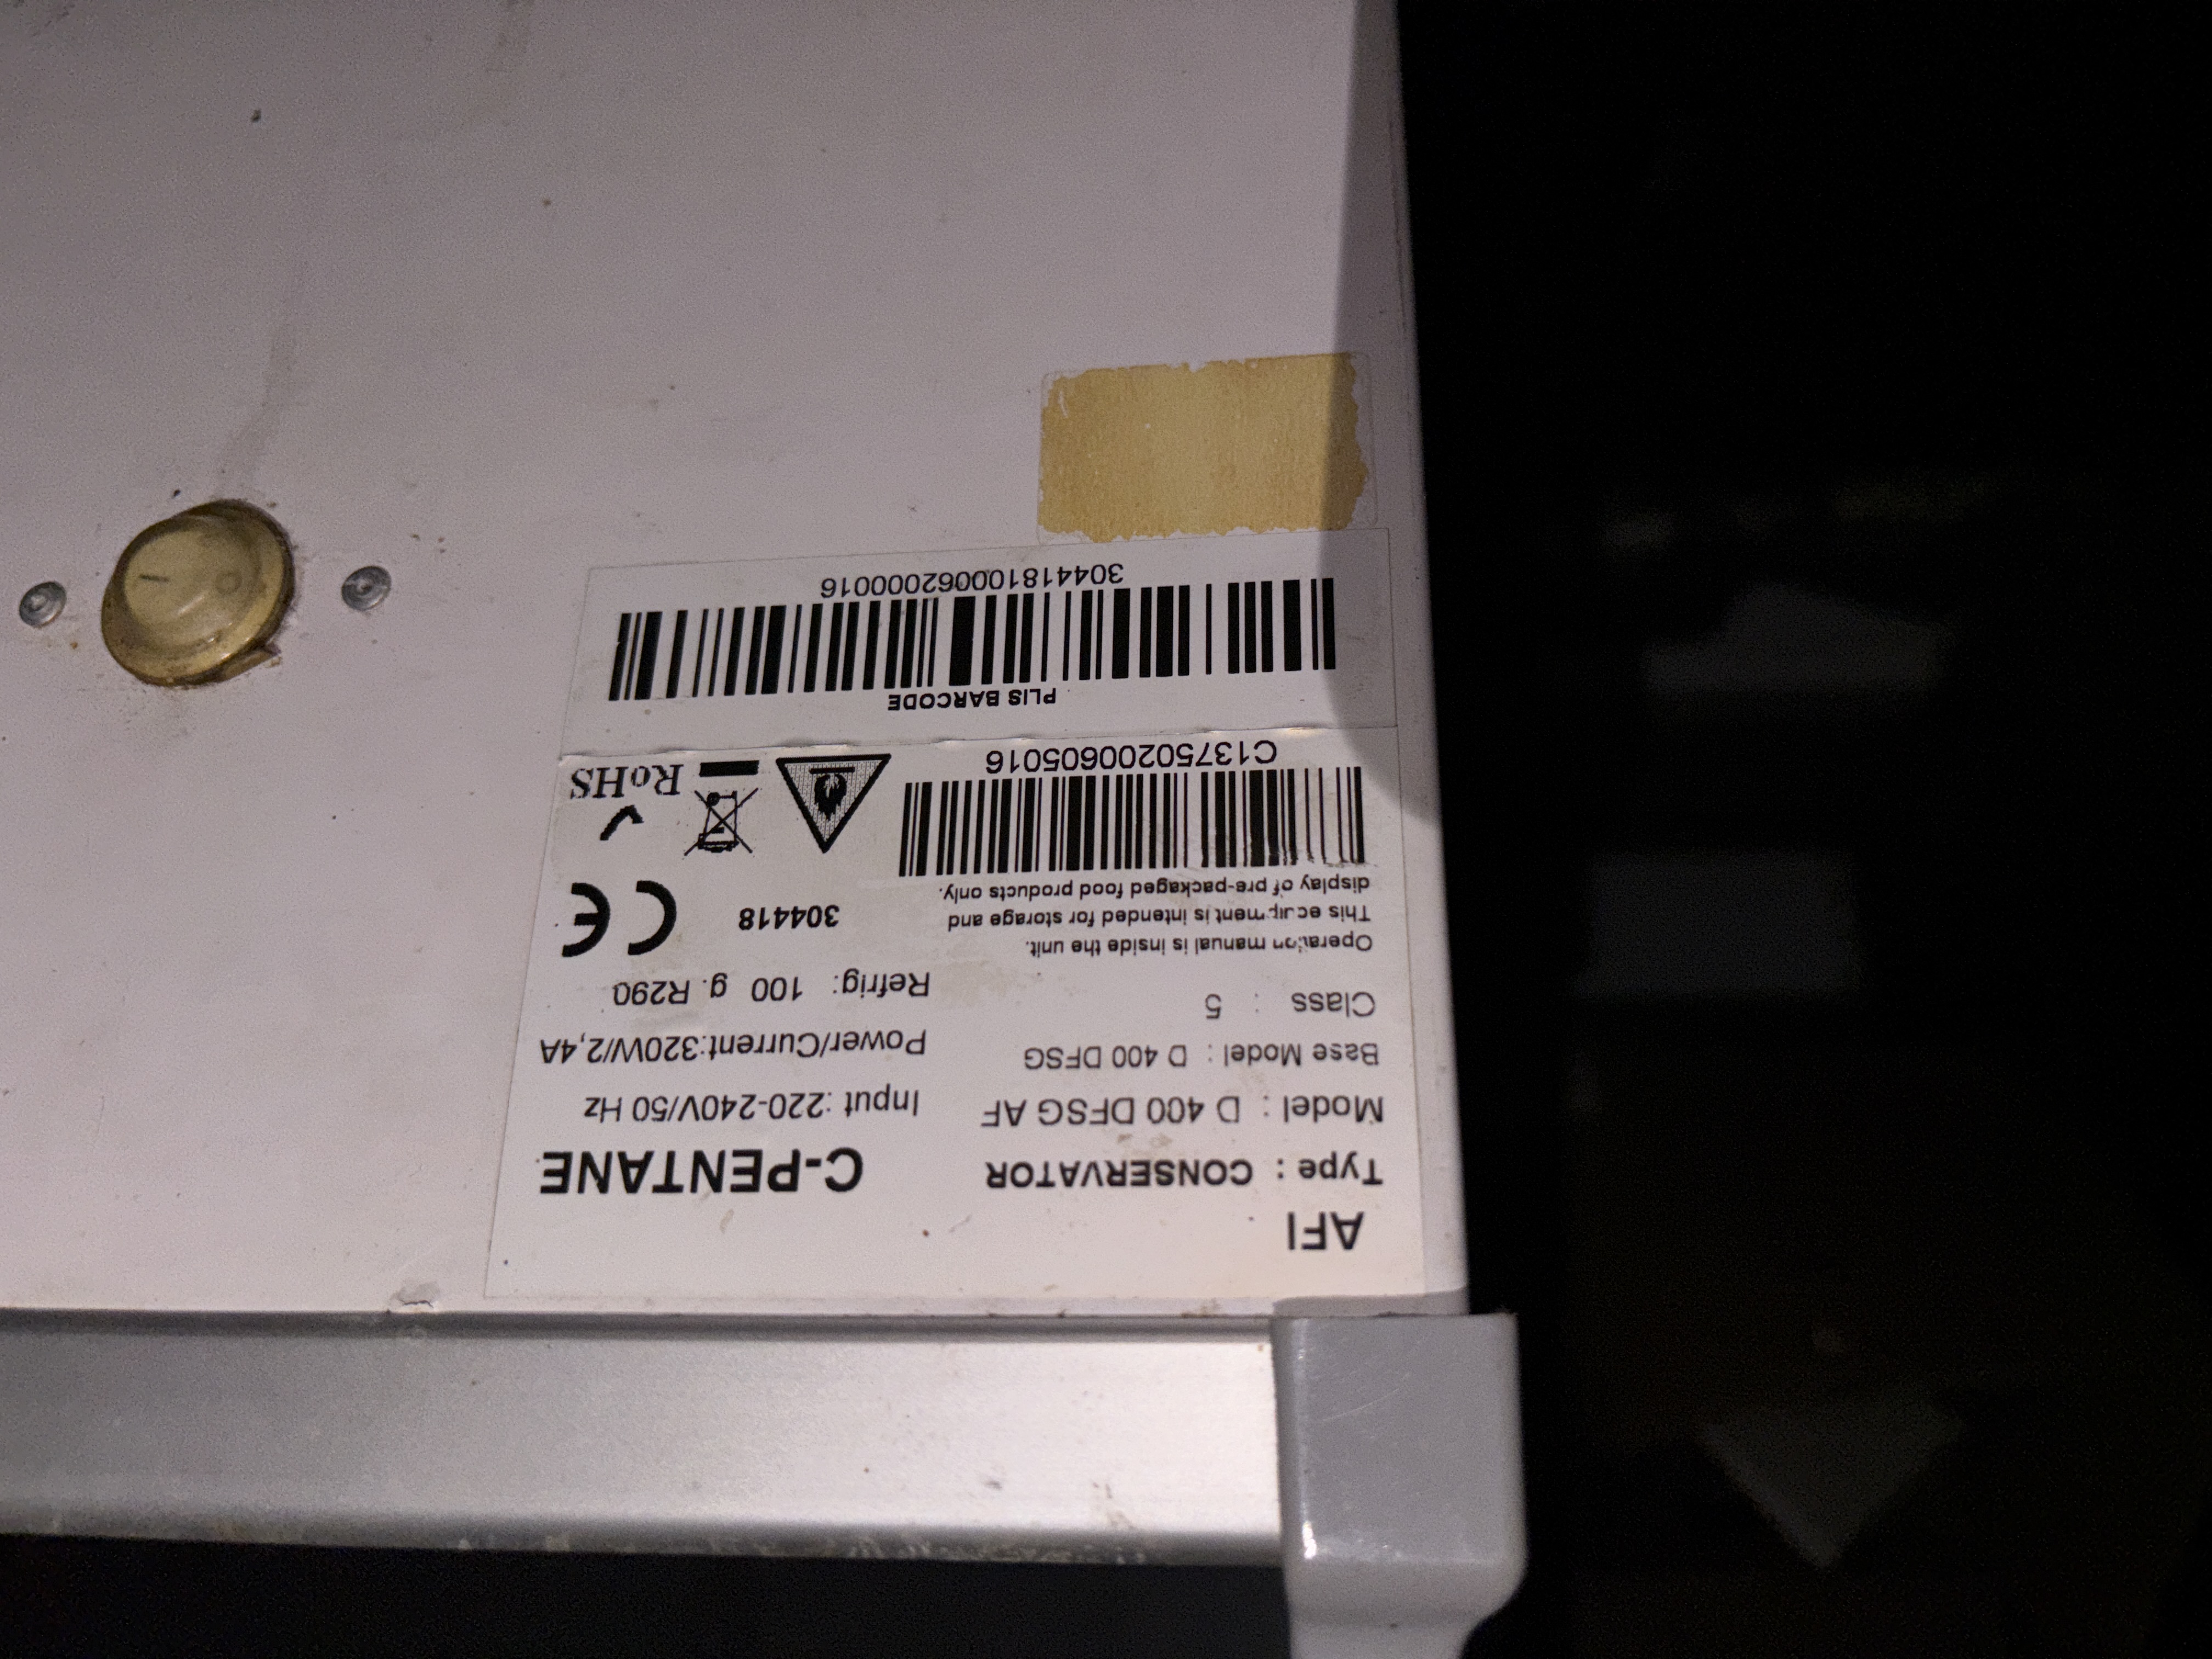 AFI
Type : CONSERVATOR
Model : D 400 DFSG AF
Base Model : D 400 DFSG
Class : 5
Operation manual is inside the unit.
This equipment is intended for storage and
display of pre-packaged food products only.
C13750200605016
C-PENTANE
Input :220-240V/50 Hz
Power/Current:320W/2,4A
Refrig: 100 g. R290
304418
CE
RoHS
PLIS BARCODE
304418100062000016